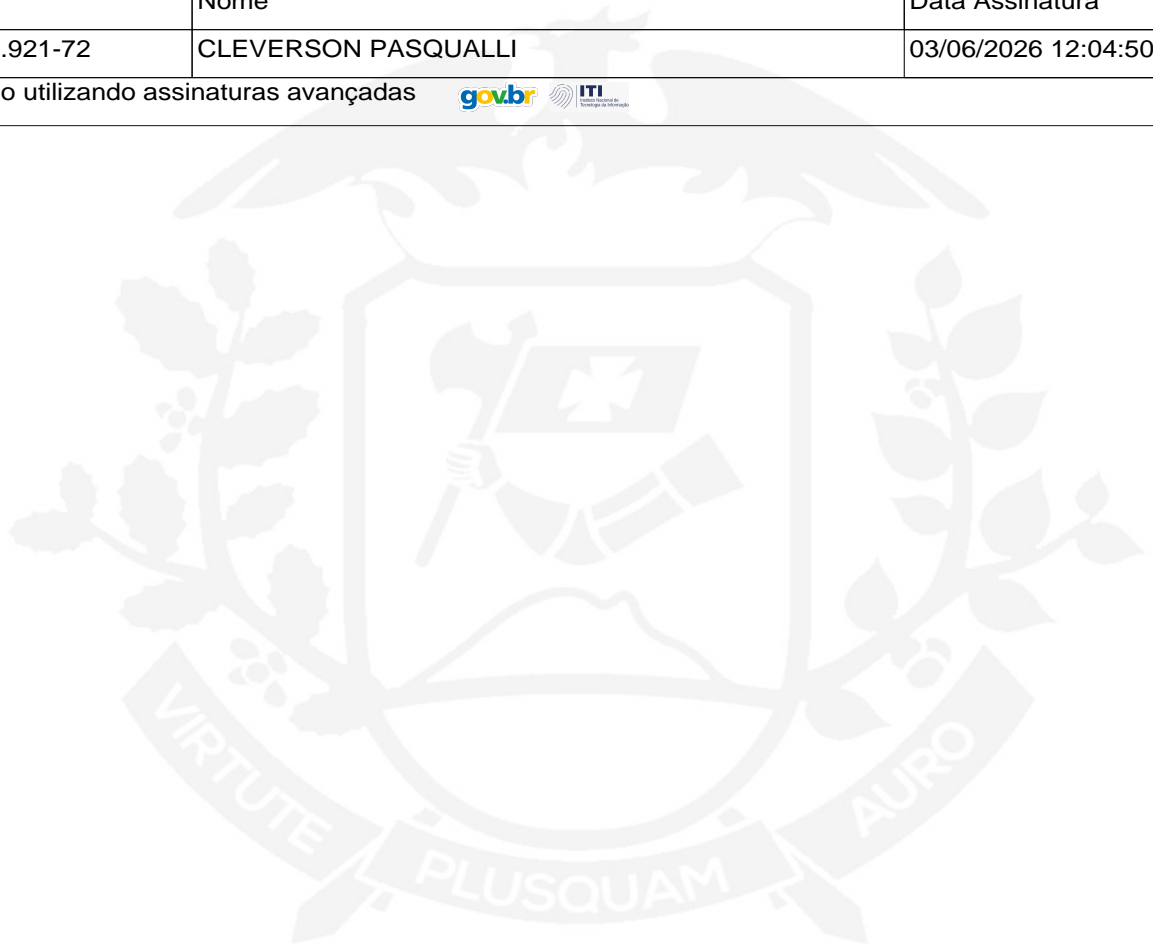 Nome Data Assinatura
.921-72 CLEVERSON PASQUALLI 03/06/2026 12:04:50
o utilizando assinaturas avançadas gov.br ITI
VIRTUTE PLUSQUAM AURO